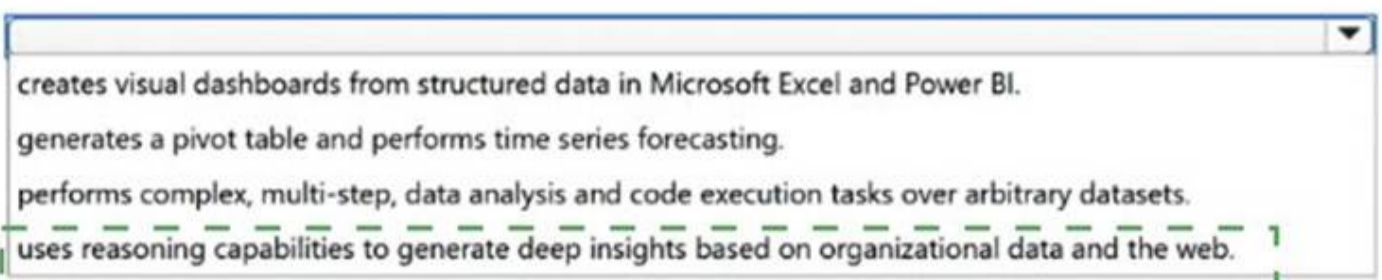 creates visual dashboards from structured data in Microsoft Excel and Power BI.
generates a pivot table and performs time series forecasting.
performs complex, multi-step, data analysis and code execution tasks over arbitrary datasets.
uses reasoning capabilities to generate deep insights based on organizational data and the web.